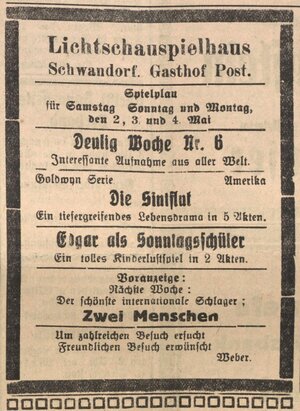 Lichtschauspielhaus
Schwandorf. Gasthof Post.
Spielplau
für Samstag Sonntag und Montag,
den 2, 3. und 4. Mai
Deulig Woche Nr. 6
Interessante Aufnahme aus aller Welt.
Goldwyn Serie Amerika
Die Sintflut
Ein tiefergreifendes Lebensdrama in 5 Akten.
Edgar als Sonntagsschüler
Ein tolles Kinderlustspiel in 2 Akten.
Voranzeige:
Nächste Woche:
Der schönste internationale Schlager:
Zwei Menschen
Um zahlreichen Besuch ersucht
Freundlichen Besuch erwünscht
Weber.